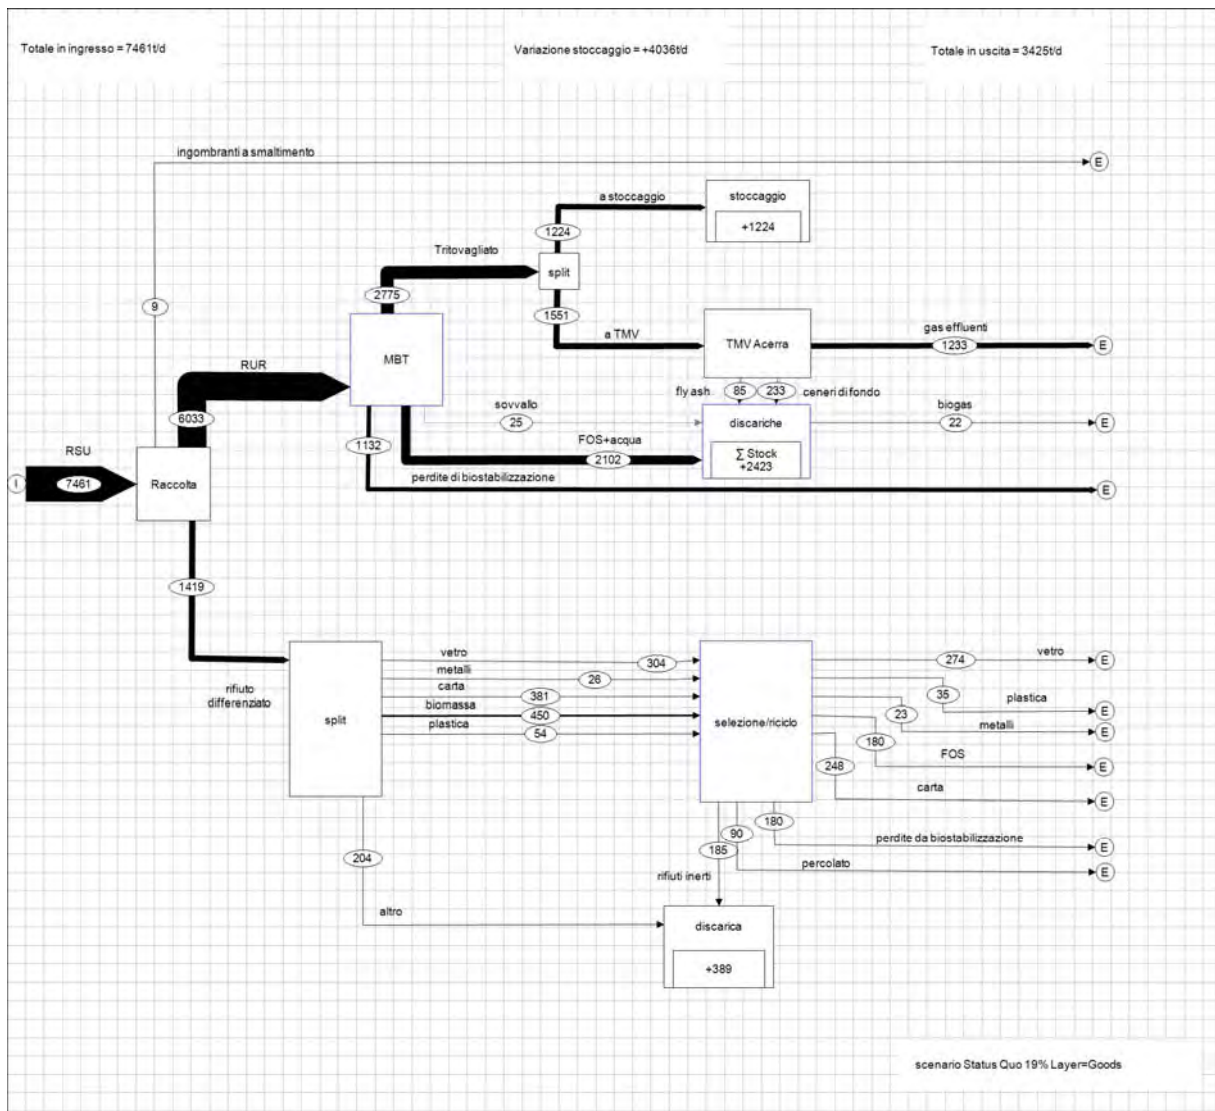 Totale in ingresso = 7461t/d
Variazione stoccaggio = +4036t/d
Totale in uscita = 3425t/d
ingombranti a smaltimento
E
a stoccaggio
stoccaggio
+1224
1224
Tritovagliato
split
2775
9
1551
a TMV
TMV Acerra
gas effluenti
1233
E
MBT
RUR
fly ash
85
233
ceneri di fondo
6033
sovvallo
25
discariche
biogas
22
E
1132
FOS+acqua
2102
∑ Stock
+2423
RSU
perdite di biostabilizzazione
E
I
7461
Raccolta
1419
vetro
304
274
vetro
E
metalli
26
35
rifiuto
differenziato
carta
381
biomassa
450
plastica
54
split
selezione/riciclo
plastica
E
23
metalli
E
180
FOS
E
248
carta
E
180
90
185
perdite da biostabilizzazione
E
204
percolato
E
rifiuti inerti
altro
discarica
+389
scenario Status Quo 19% Layer=Goods